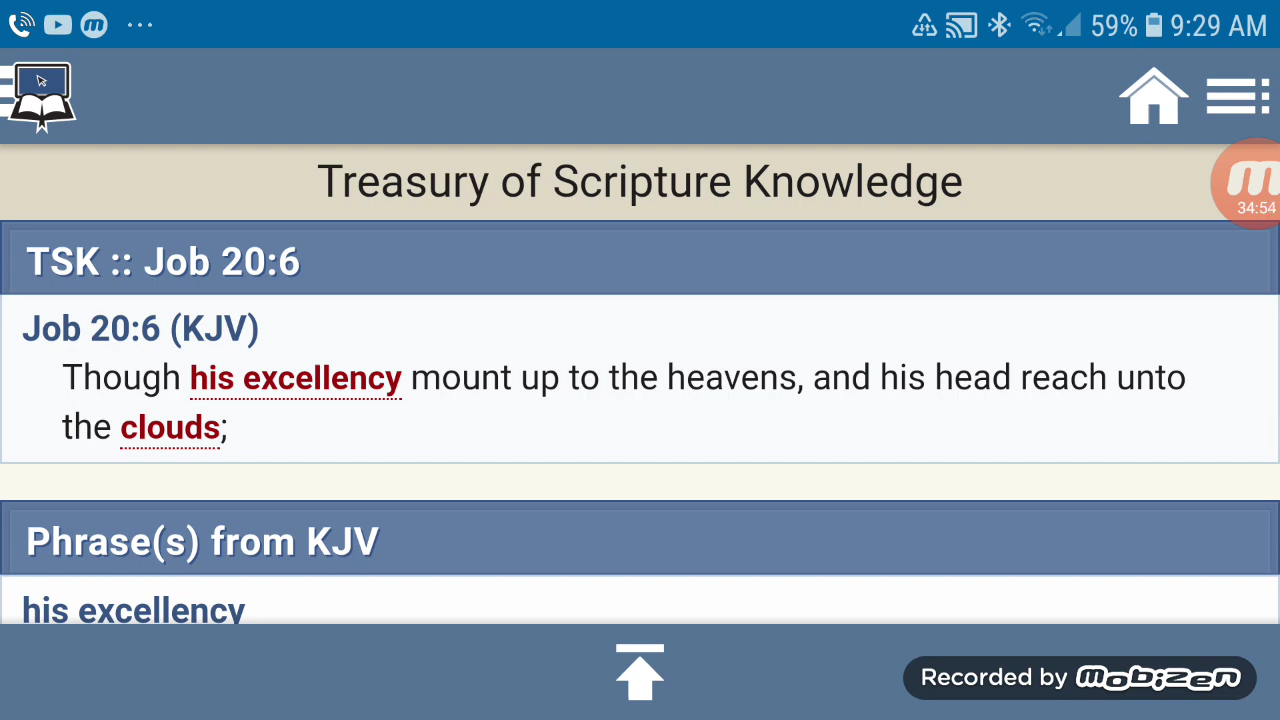 59% 9:29 AM
Treasury of Scripture Knowledge
34:54
TSK :: Job 20:6
Job 20:6 (KJV)
Though his excellency mount up to the heavens, and his head reach unto
the clouds;
Phrase(s) from KJV
his excellency
Recorded by mobizen